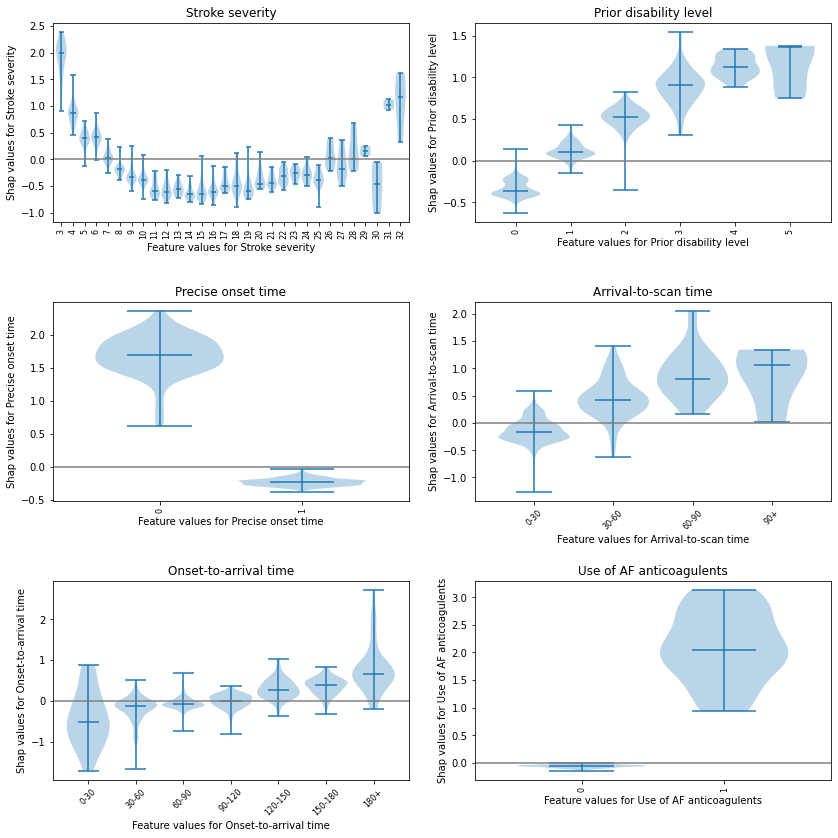 Stroke severity
Shap values for Stroke severity
2.5
2.0
1.5
1.0
0.5
0.0
−0.5
−1.0
3 4 5 6 7 8 9 10 11 12 13 14 15 16 17 18 19 20 21 22 23 24 25 26 27 28 29 30 31 32
Feature values for Stroke severity
Prior disability level
Shap values for Prior disability level
1.5
1.0
0.5
0.0
−0.5
0 1 2 3 4 5
Feature values for Prior disability level
Precise onset time
Shap values for Precise onset time
2.0
1.5
1.0
0.5
0.0
−0.5
0 1
Feature values for Precise onset time
Arrival-to-scan time
Shap values for Arrival-to-scan time
2.0
1.5
1.0
0.5
0.0
−0.5
−1.0
0-30 30-60 60-90 90+
Feature values for Arrival-to-scan time
Onset-to-arrival time
Shap values for Onset-to-arrival time
2
1
0
−1
0-30 30-60 60-90 90-120 120-150 150-180 180+
Feature values for Onset-to-arrival time
Use of AF anticoagulents
Shap values for Use of AF anticoagulents
3.0
2.5
2.0
1.5
1.0
0.5
0.0
0 1
Feature values for Use of AF anticoagulents